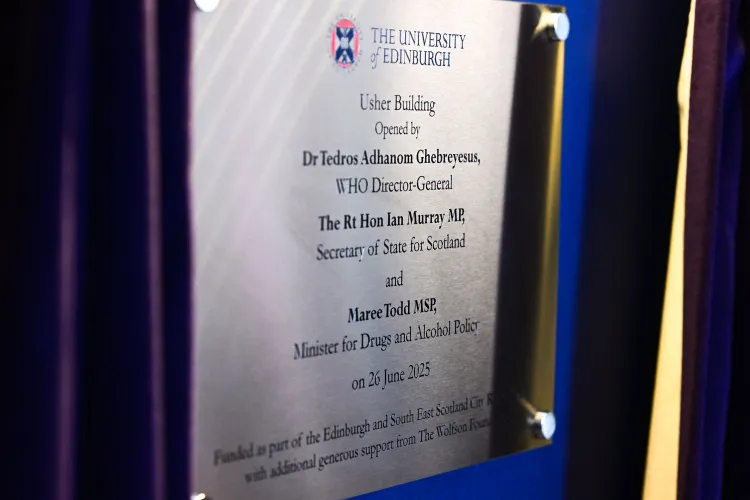 THE UNIVERSITY
of EDINBURGH
Usher Building
Opened by
Dr Tedros Adhanom Ghebreyesus,
WHO Director-General
The Rt Hon Ian Murray MP,
Secretary of State for Scotland
and
Maree Todd MSP,
Minister for Drugs and Alcohol Policy
on 26 June 2025
Funded as part of the Edinburgh and South East Scotland City
with additional generous support from The Wolfson